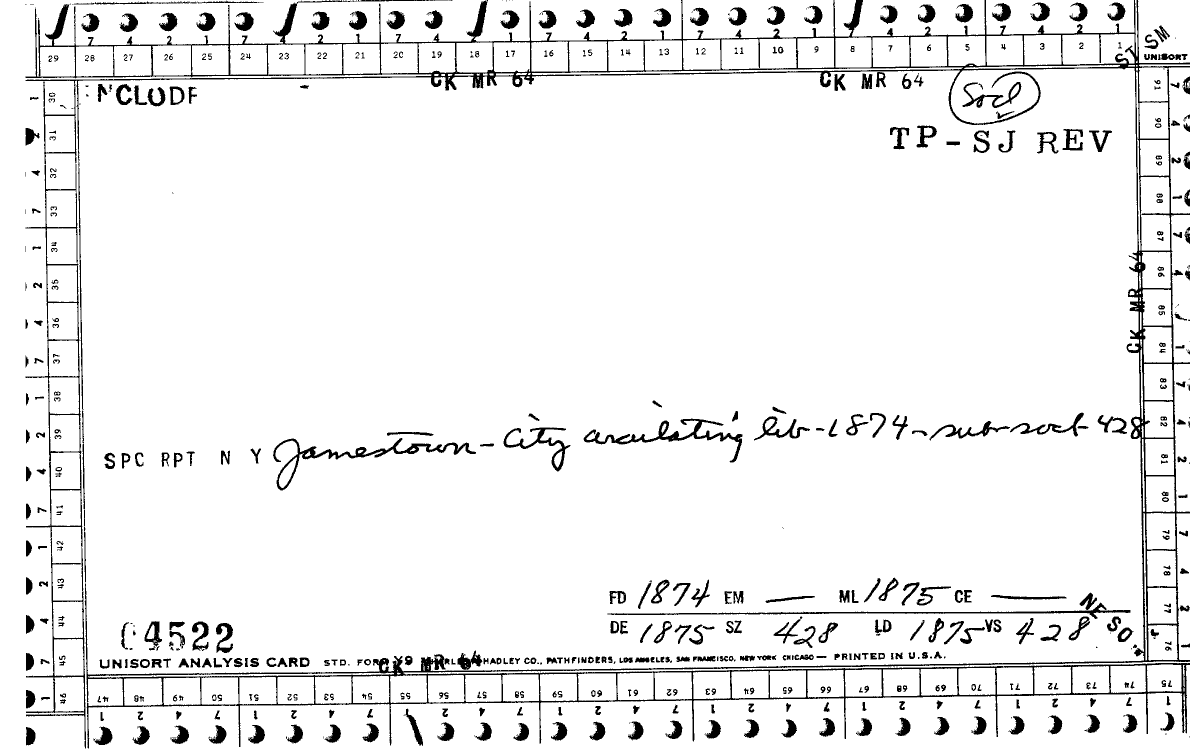 7 4 2 1 7 4 2 1 7 4 2 1 7 4 2 1 7 4 2 1 7 4 2 1
29 28 27 26 25 24 23 22 21 20 19 18 17 16 15 14 13 12 11 10 9 8 7 6 5 4 3 2 1
SM
ST
UNISORT
CK MR 64 CK MR 64
NCLUDE
Socl
TP-SJ REV
30 31 32 33 34 35 36 37 38 39 40 41 42 43 44 45 46
91 90 89 88 87 86 85 84 83 82 81 80 79 78 77 76
CK MR 64
SPC RPT N Y Jamestown-City circulating lib-1874-sub-socl-428
FD 1874 EM — ML 1875 CE —
DE 1875 SZ 428 LD 1875 VS 428
NE SO
04522
UNISORT ANALYSIS CARD STD. FORM HADLEY CO., PATHFINDERS, LOS ANGELES, SAN FRANCISCO, NEW YORK CHICAGO — PRINTED IN U.S.A.
CK MR 64
47 48 49 50 51 52 53 54 55 56 57 58 59 60 61 62 63 64 65 66 67 68 69 70 71 72 73 74 75
1 2 4 7 1 2 4 7 1 2 4 7 1 2 4 7 1 2 4 7 1 2 4 7 1 2 4 7 1